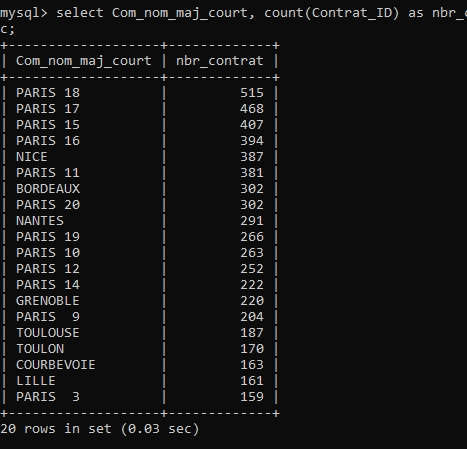 mysql> select Com_nom_maj_court, count(Contrat_ID) as nbr_c
c;
+-------------------+-------------+
| Com_nom_maj_court | nbr_contrat |
+-------------------+-------------+
| PARIS 18          |         515 |
| PARIS 17          |         468 |
| PARIS 15          |         407 |
| PARIS 16          |         394 |
| NICE              |         387 |
| PARIS 11          |         381 |
| BORDEAUX          |         302 |
| PARIS 20          |         302 |
| NANTES            |         291 |
| PARIS 19          |         266 |
| PARIS 10          |         263 |
| PARIS 12          |         252 |
| PARIS 14          |         222 |
| GRENOBLE          |         220 |
| PARIS  9          |         204 |
| TOULOUSE          |         187 |
| TOULON            |         170 |
| COURBEVOIE        |         163 |
| LILLE             |         161 |
| PARIS  3          |         159 |
+-------------------+-------------+
20 rows in set (0.03 sec)